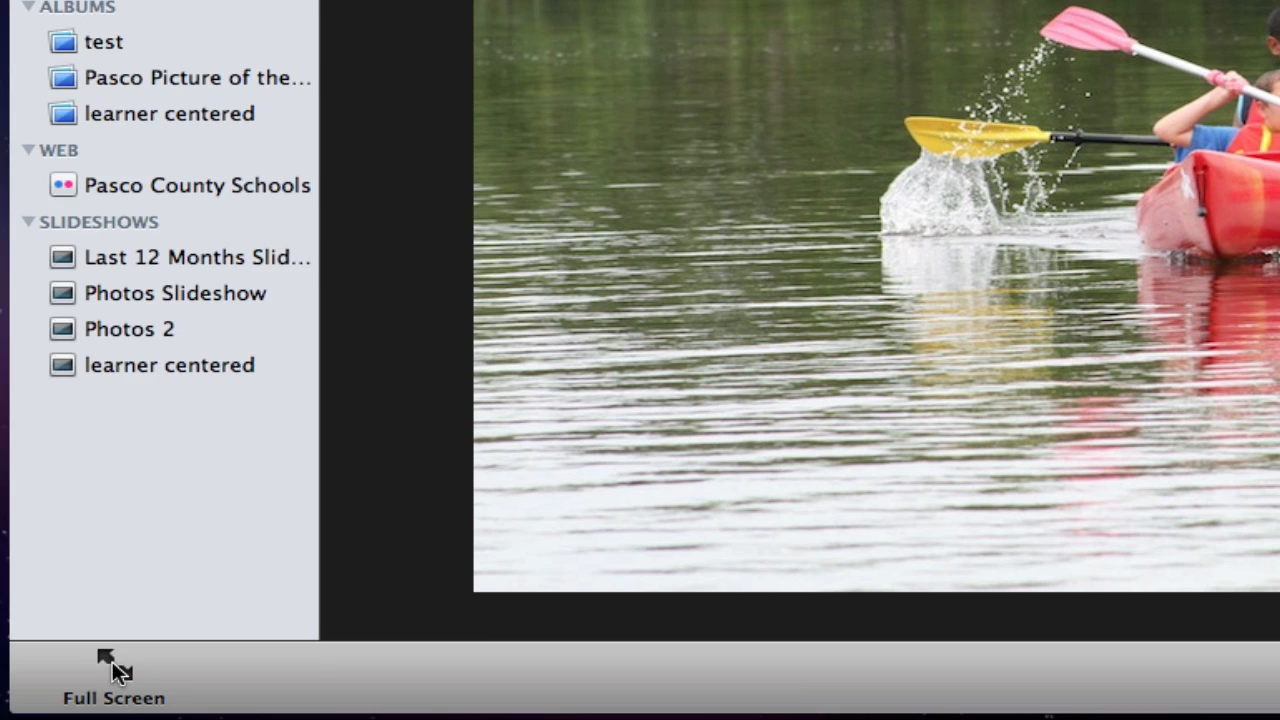 ALBUMS
test
Pasco Picture of the...
learner centered
WEB
Pasco County Schools
SLIDESHOWS
Last 12 Months Slid...
Photos Slideshow
Photos 2
learner centered
Full Screen